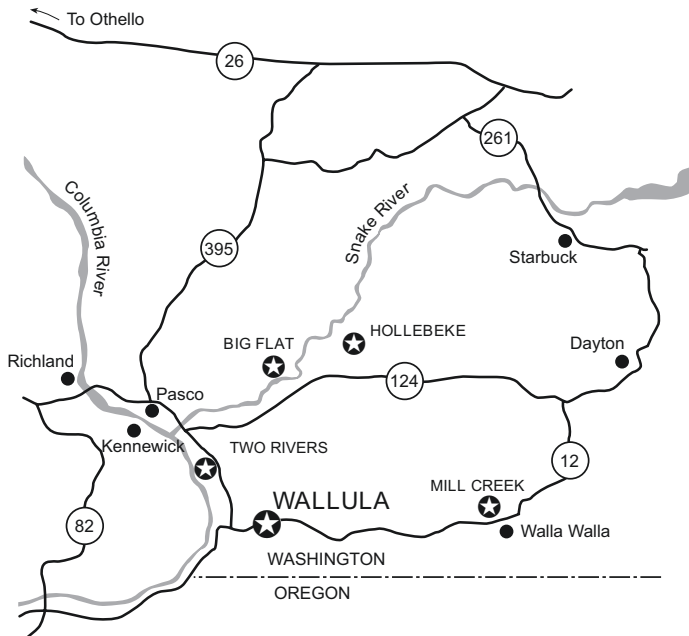 To Othello
26
261
Columbia River
Snake River
395
Starbuck
HOLLEBEKE
BIG FLAT
Dayton
Richland
124
Pasco
Kennewick
TWO RIVERS
12
MILL CREEK
WALLULA
82
Walla Walla
WASHINGTON
OREGON